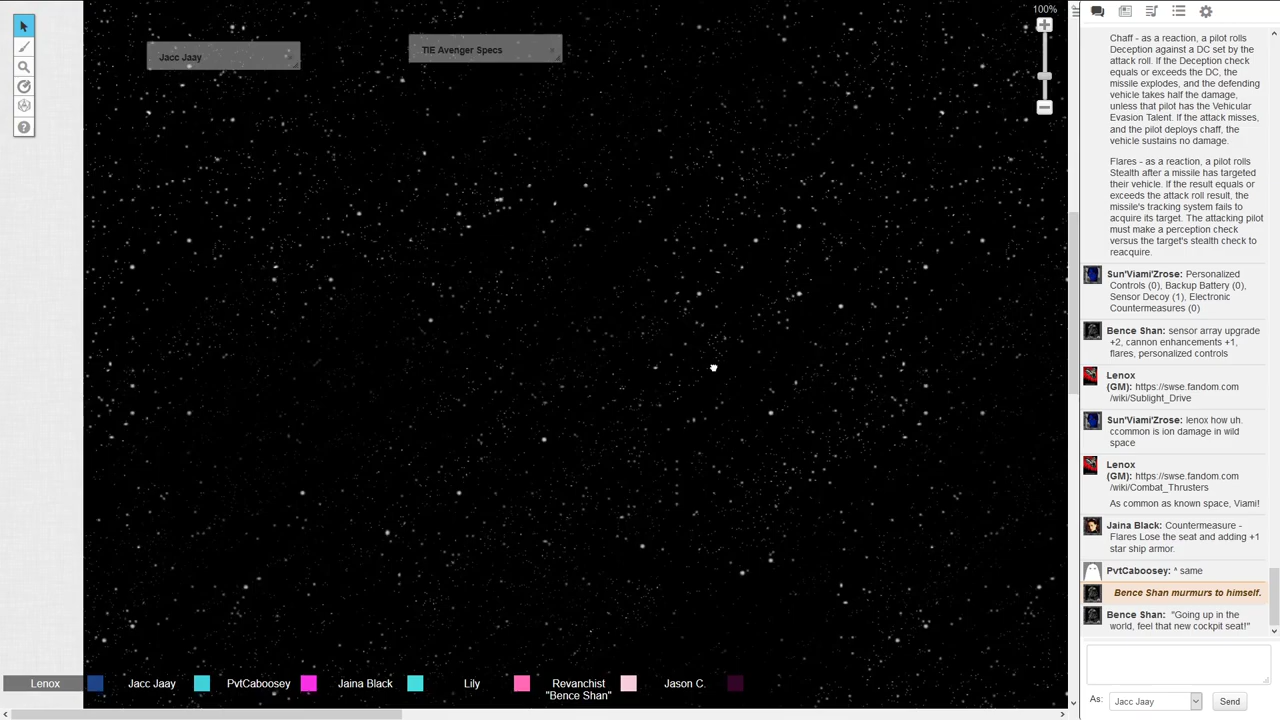 100%
Jacc Jaay
TIE Avenger Specs
Chaff - as a reaction, a pilot rolls
Deception against a DC set by the
attack roll. If the Deception check
equals or exceeds the DC, the
missile explodes, and the defending
vehicle takes half the damage,
unless that pilot has the Vehicular
Evasion Talent. If the attack misses,
and the pilot deploys chaff, the
vehicle sustains no damage.
Flares - as a reaction, a pilot rolls
Stealth after a missile has targeted
their vehicle. If the result equals or
exceeds the attack roll result, the
missile's tracking system fails to
acquire its target. The attacking pilot
must make a perception check
versus the target's stealth check to
reacquire.
Sun'Viami'Zrose: Personalized
Controls (0), Backup Battery (0),
Sensor Decoy (1), Electronic
Countermeasures (0)
Bence Shan: sensor array upgrade
+2, cannon enhancements +1,
flares, personalized controls
Lenox
(GM): https://swse.fandom.com
/wiki/Sublight_Drive
Sun'Viami'Zrose: lenox how uh.
ccommon is ion damage in wild
space
Lenox
(GM): https://swse.fandom.com
/wiki/Combat_Thrusters
As common as known space, Viami!
Jaina Black: Countermeasure -
Flares Lose the seat and adding +1
star ship armor.
PvtCaboosey: ^ same
Bence Shan murmurs to himself.
Bence Shan: "Going up in the
world, feel that new cockpit seat!"
Lenox
Jacc Jaay
PvtCaboosey
Jaina Black
Lily
Revanchist
"Bence Shan"
Jason C.
As:
Jacc Jaay
Send